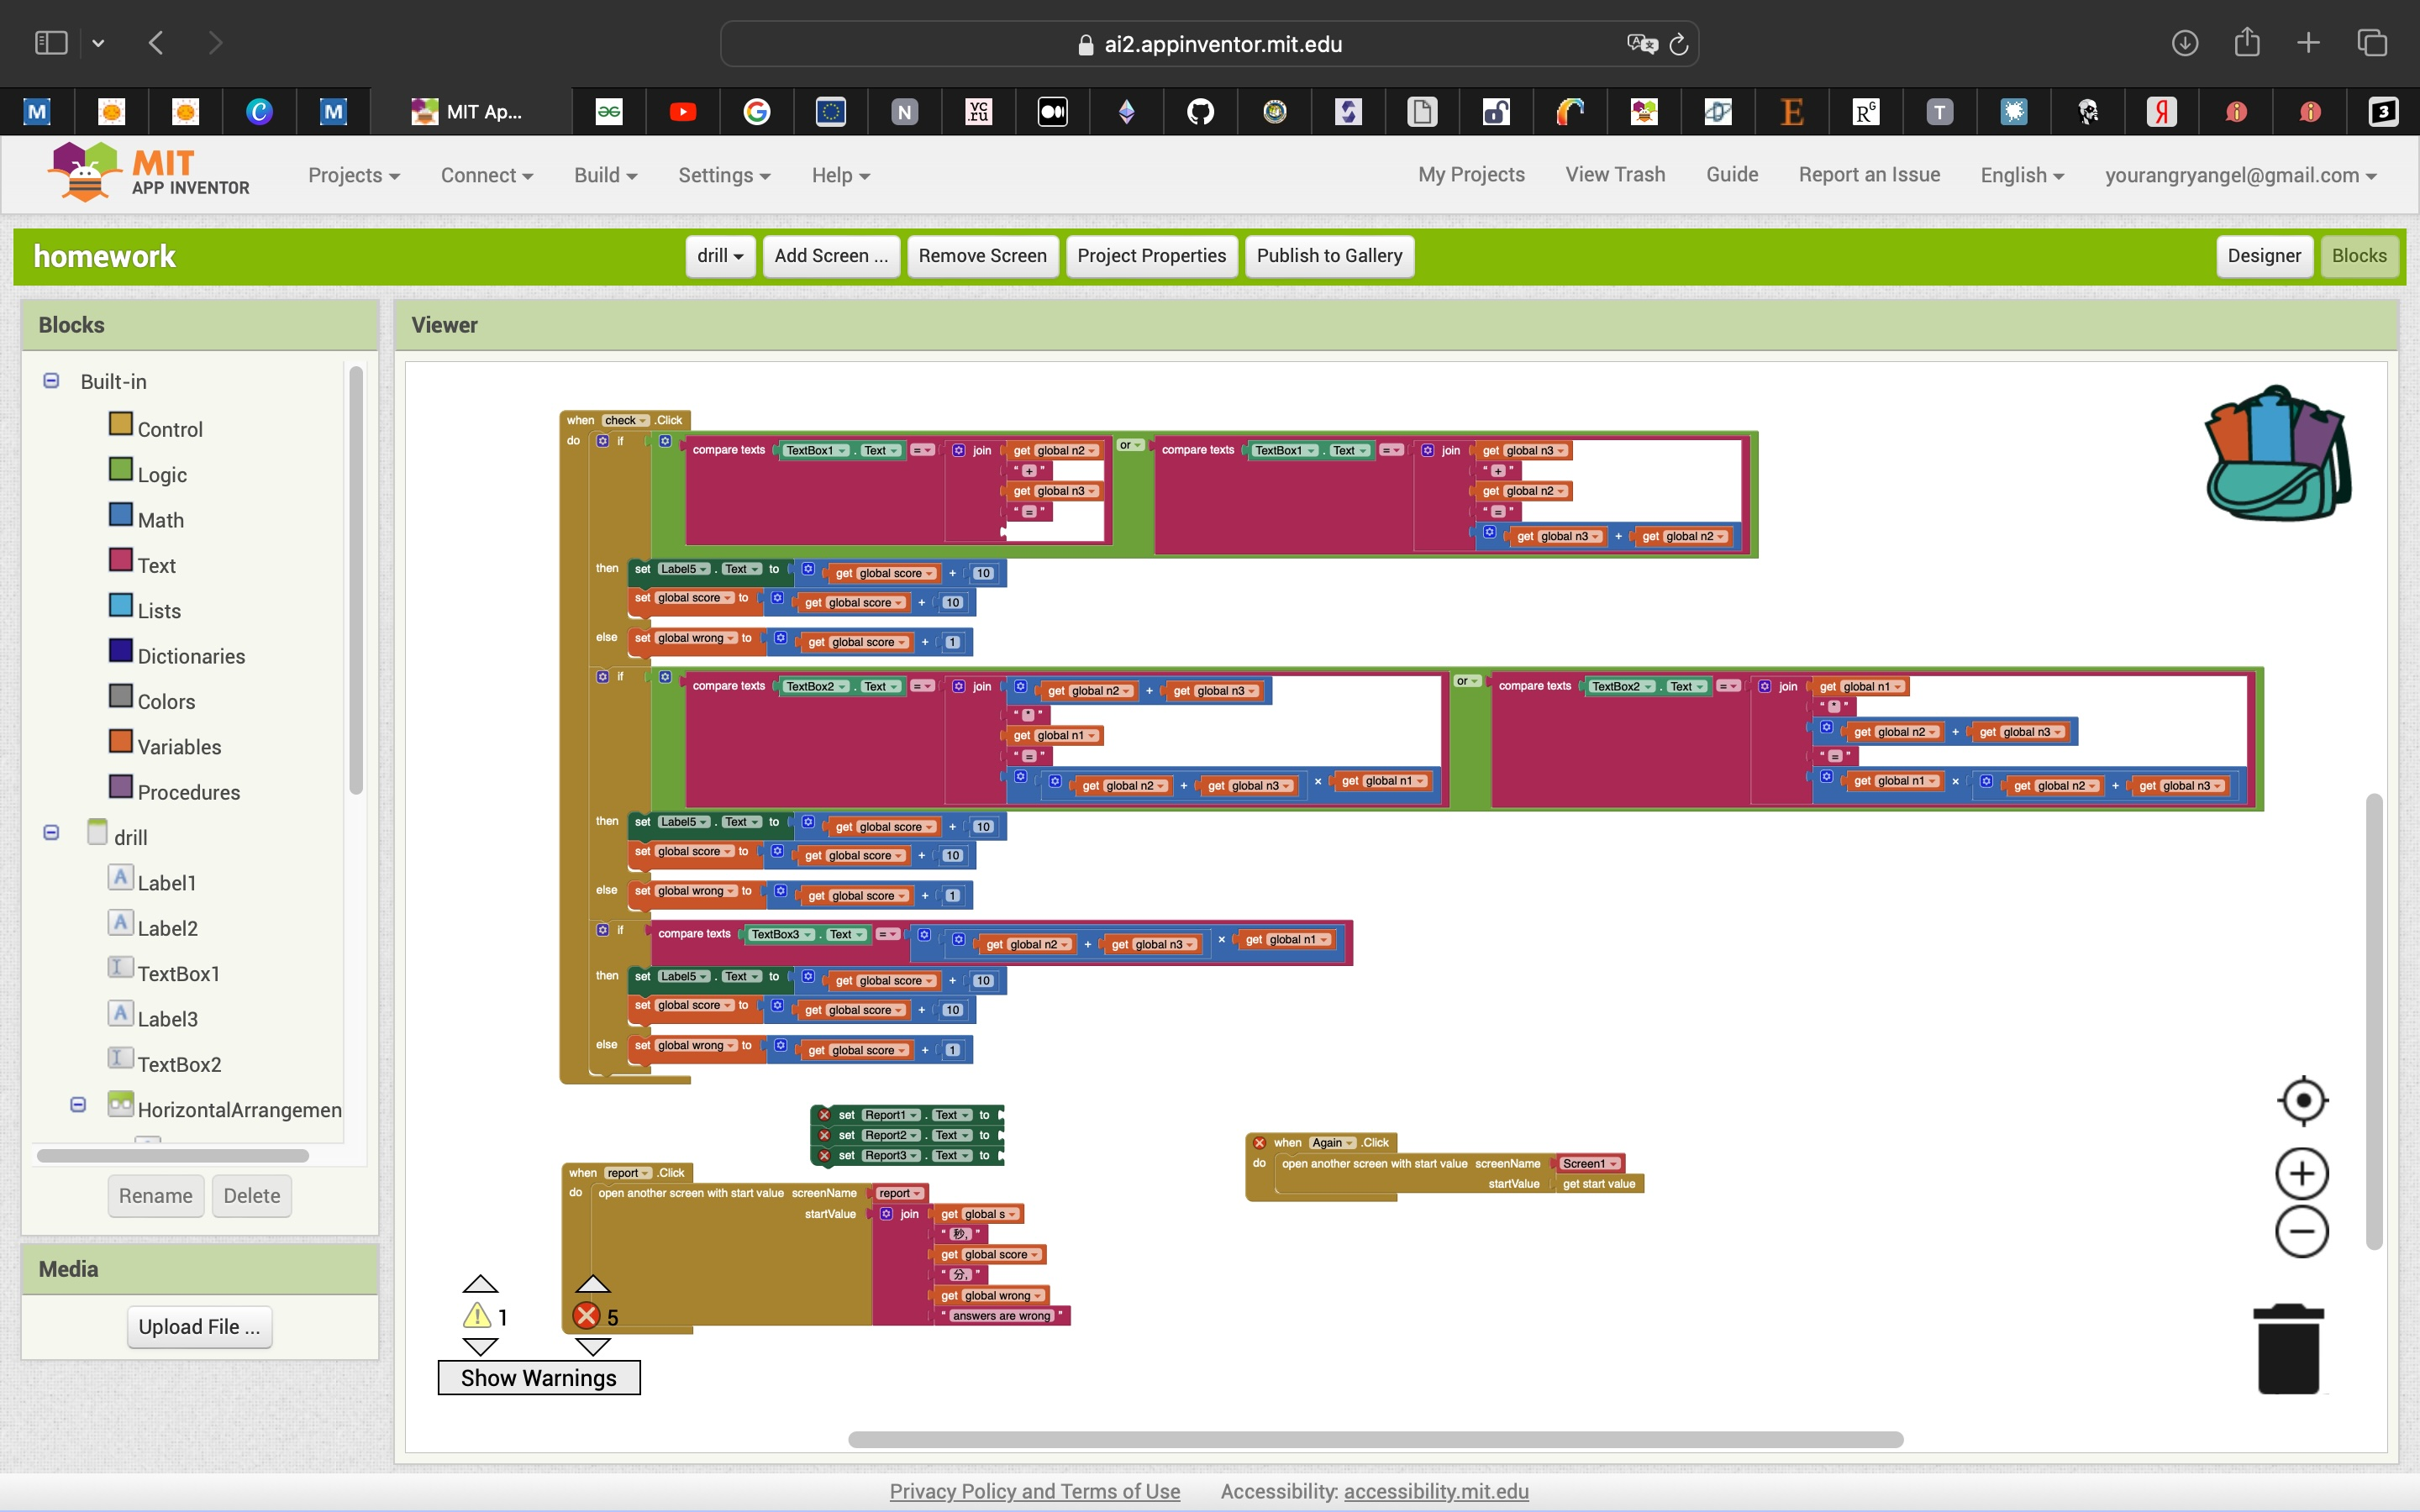 ai2.appinventor.mit.edu
MIT Ap...
MIT
APP INVENTOR
Projects Connect Build Settings Help My Projects View Trash Guide Report an Issue English yourangryangel@gmail.com
homework drill Add Screen ... Remove Screen Project Properties Publish to Gallery Designer Blocks
Blocks
Built-in
Control
Logic
Math
Text
Lists
Dictionaries
Colors
Variables
Procedures
drill
Label1
Label2
TextBox1
Label3
TextBox2
HorizontalArrangemen
Rename Delete
Media
Upload File ...
Viewer
when check .Click
do if compare texts TextBox1 . Text = join get global n2 or compare texts TextBox1 . Text = join get global n3
" + " " + "
get global n3 get global n2
" = " " = "
get global n3 + get global n2
then set Label5 . Text to get global score + 10
set global score to get global score + 10
else set global wrong to get global score + 1
if compare texts TextBox2 . Text = join get global n2 + get global n3 or compare texts TextBox2 . Text = join get global n1
" * " " * "
get global n1 get global n2 + get global n3
" = " " = "
get global n2 + get global n3 × get global n1 get global n1 × get global n2 + get global n3
then set Label5 . Text to get global score + 10
set global score to get global score + 10
else set global wrong to get global score + 1
if compare texts TextBox3 . Text = get global n2 + get global n3 × get global n1
then set Label5 . Text to get global score + 10
set global score to get global score + 10
else set global wrong to get global score + 1
set Report1 . Text to
set Report2 . Text to
set Report3 . Text to
when Again .Click
do open another screen with start value screenName Screen1
startValue get start value
when report .Click
do open another screen with start value screenName report
startValue join get global s
" 秒, "
get global score
" 分, "
get global wrong
" answers are wrong "
1 5
Show Warnings
Privacy Policy and Terms of Use Accessibility: accessibility.mit.edu